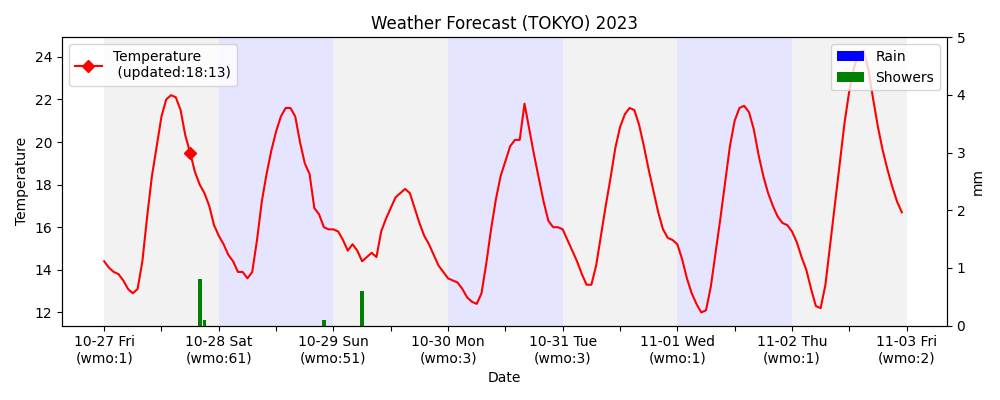 Weather Forecast (TOKYO) 2023
Temperature
(updated:18:13)
Rain
Showers
24
22
20
18
16
14
12
Temperature
5
4
3
2
1
0
mm
10-27 Fri
(wmo:1)
10-28 Sat
(wmo:61)
10-29 Sun
(wmo:51)
10-30 Mon
(wmo:3)
10-31 Tue
(wmo:3)
11-01 Wed
(wmo:1)
11-02 Thu
(wmo:1)
11-03 Fri
(wmo:2)
Date